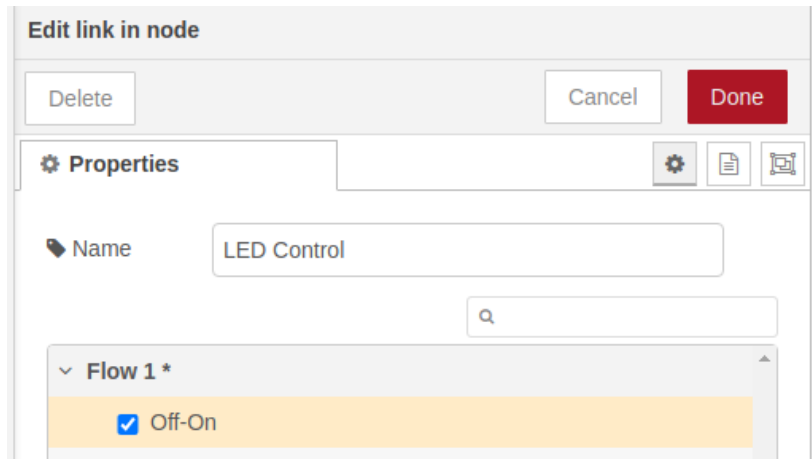 Edit link in node
Delete
Cancel
Done
Properties
Name
LED Control
Flow 1 *
Off-On